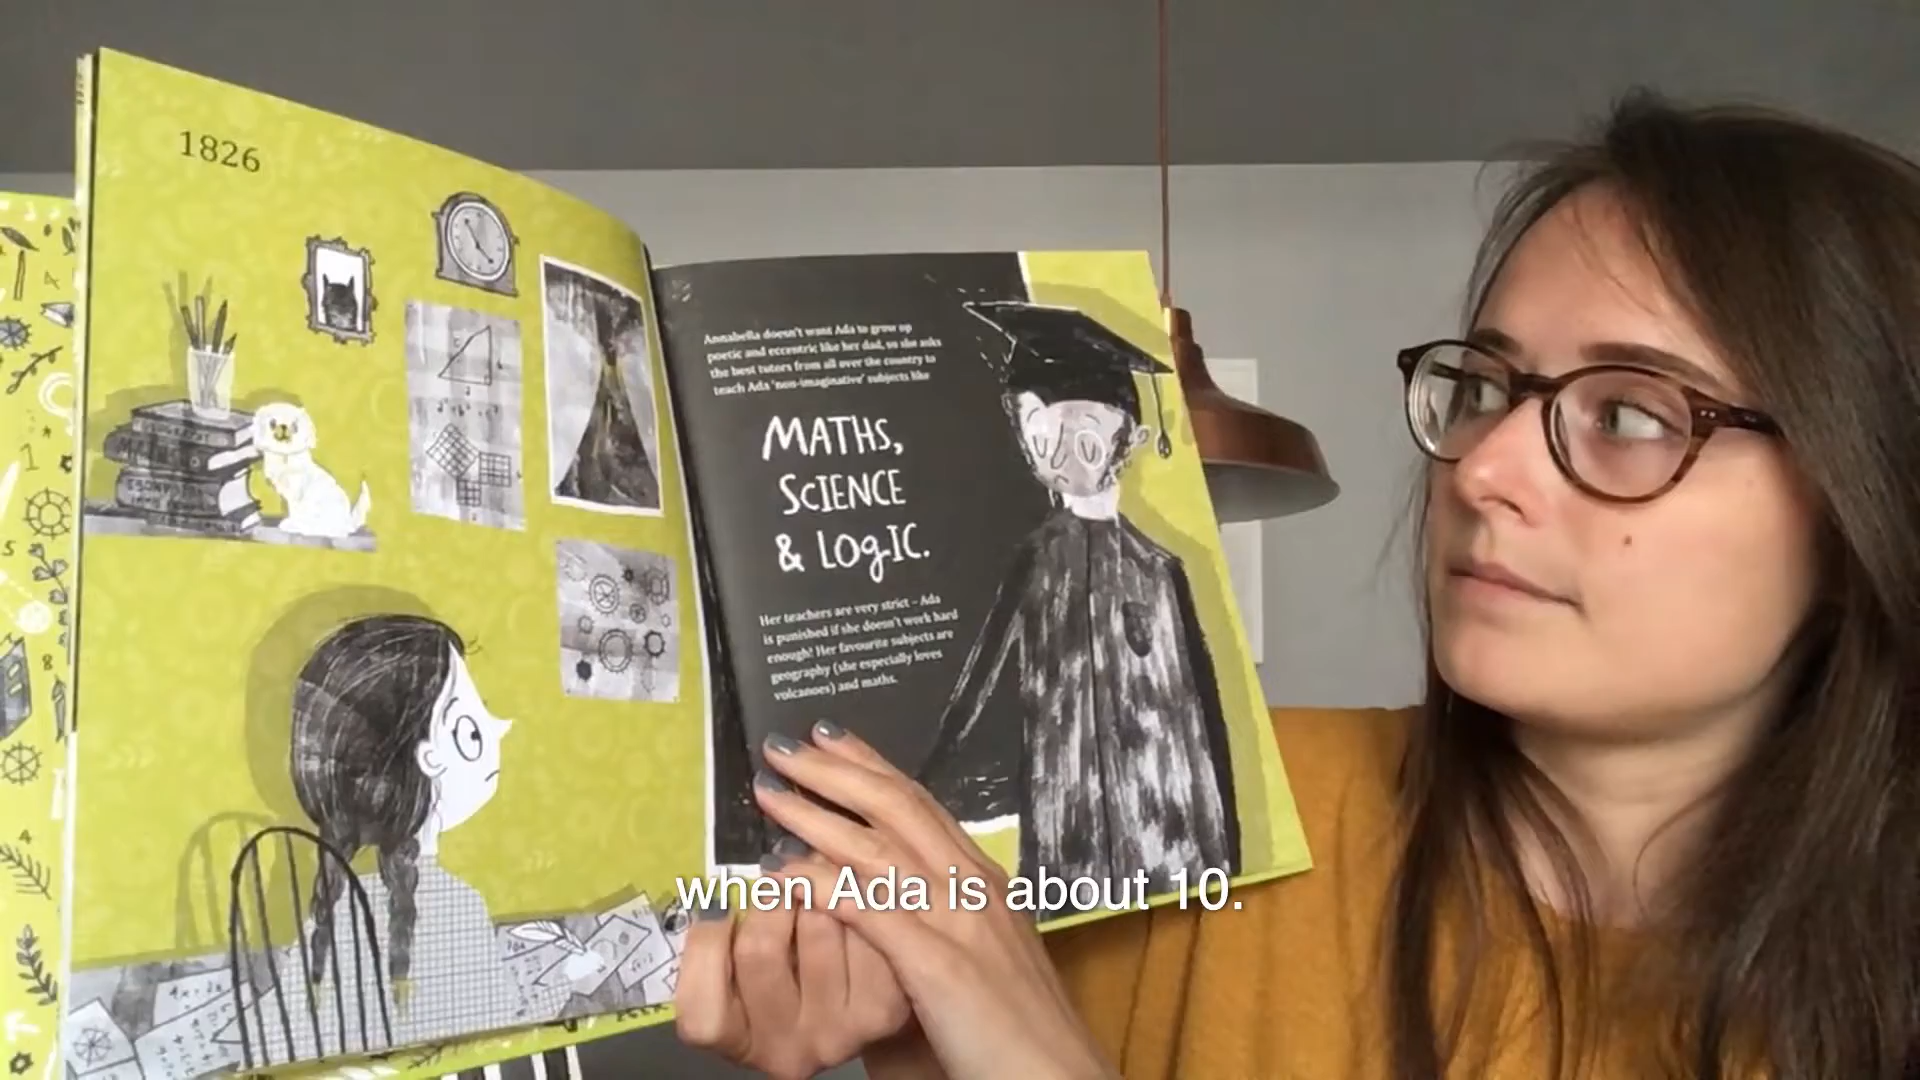 1826
Annabella doesn't want Ada to grow up
poetic and eccentric like her dad, so she asks
the best tutors from all over the country to
teach Ada 'non-imaginative' subjects like
MATHS,
SCIENCE
& LOGIC.
Her teachers are very strict – Ada
is punished if she doesn't work hard
enough! Her favourite subjects are
geography (she especially loves
volcanoes) and maths.
when Ada is about 10.